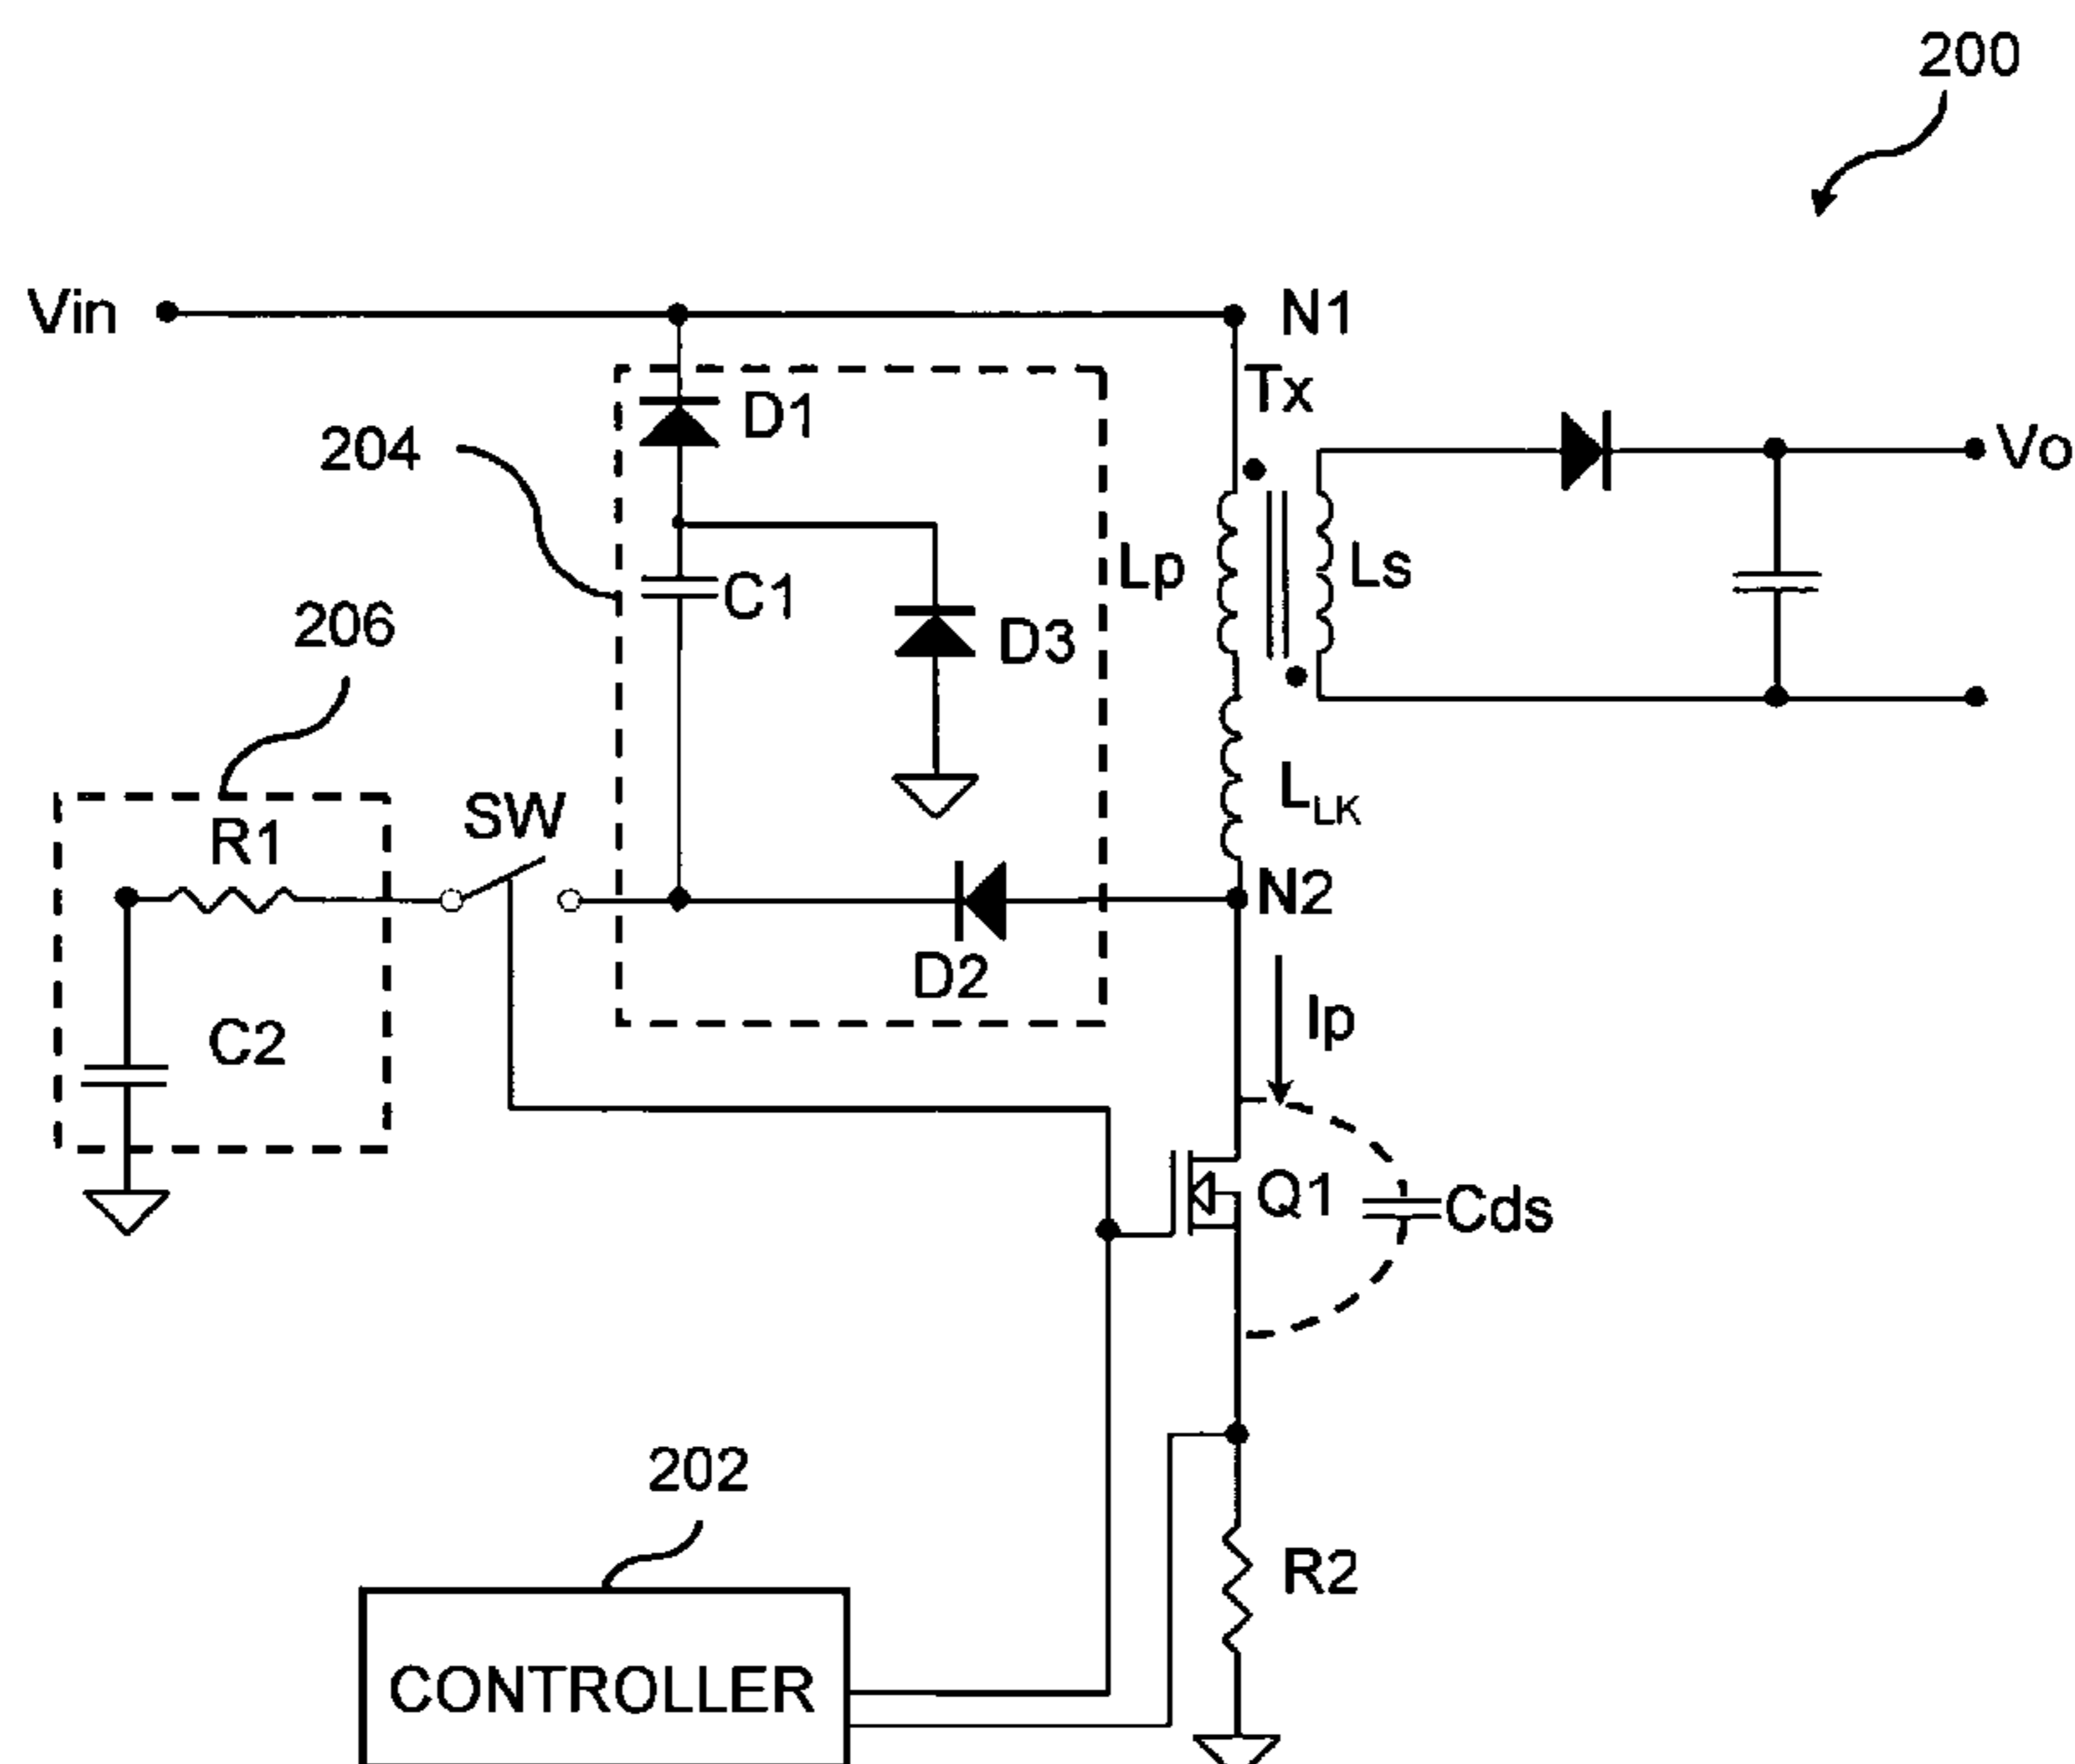 200
Vin
N1
Tx
D1
204
Vo
Lp
Ls
C1
D3
206
L_LK
SW
R1
N2
D2
Ip
C2
Q1
Cds
202
R2
CONTROLLER